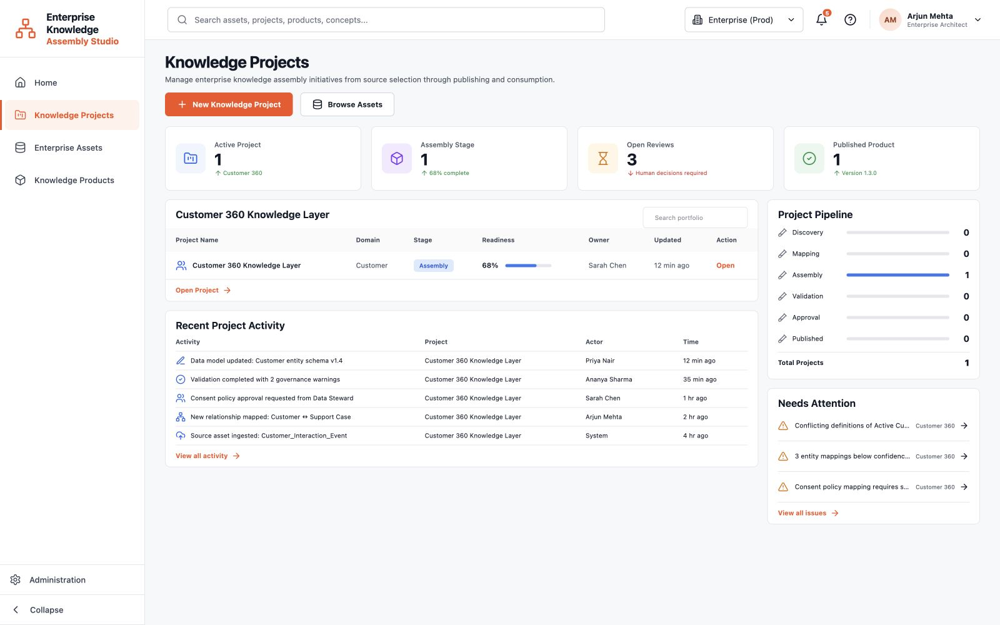 Enterprise
Knowledge
Assembly Studio
Search assets, projects, products, concepts...
Enterprise (Prod)
5
AM
Arjun Mehta
Enterprise Architect
Home
Knowledge Projects
Enterprise Assets
Knowledge Products
Administration
Collapse
Knowledge Projects
Manage enterprise knowledge assembly initiatives from source selection through publishing and consumption.
New Knowledge Project
Browse Assets
Active Project
1
↑ Customer 360
Assembly Stage
1
↑ 68% complete
Open Reviews
3
↓ Human decisions required
Published Product
1
↑ Version 1.3.0
Customer 360 Knowledge Layer
Search portfolio
Project Name Domain Stage Readiness Owner Updated Action
Customer 360 Knowledge Layer Customer Assembly 68% Sarah Chen 12 min ago Open
Open Project →
Recent Project Activity
Activity Project Actor Time
Data model updated: Customer entity schema v1.4 Customer 360 Knowledge Layer Priya Nair 12 min ago
Validation completed with 2 governance warnings Customer 360 Knowledge Layer Ananya Sharma 35 min ago
Consent policy approval requested from Data Steward Customer 360 Knowledge Layer Sarah Chen 1 hr ago
New relationship mapped: Customer ↔ Support Case Customer 360 Knowledge Layer Arjun Mehta 2 hr ago
Source asset ingested: Customer_Interaction_Event Customer 360 Knowledge Layer System 4 hr ago
View all activity →
Project Pipeline
Discovery 0
Mapping 0
Assembly 1
Validation 0
Approval 0
Published 0
Total Projects 1
Needs Attention
Conflicting definitions of Active Cu... Customer 360 →
3 entity mappings below confidenc... Customer 360 →
Consent policy mapping requires s... Customer 360 →
View all issues →